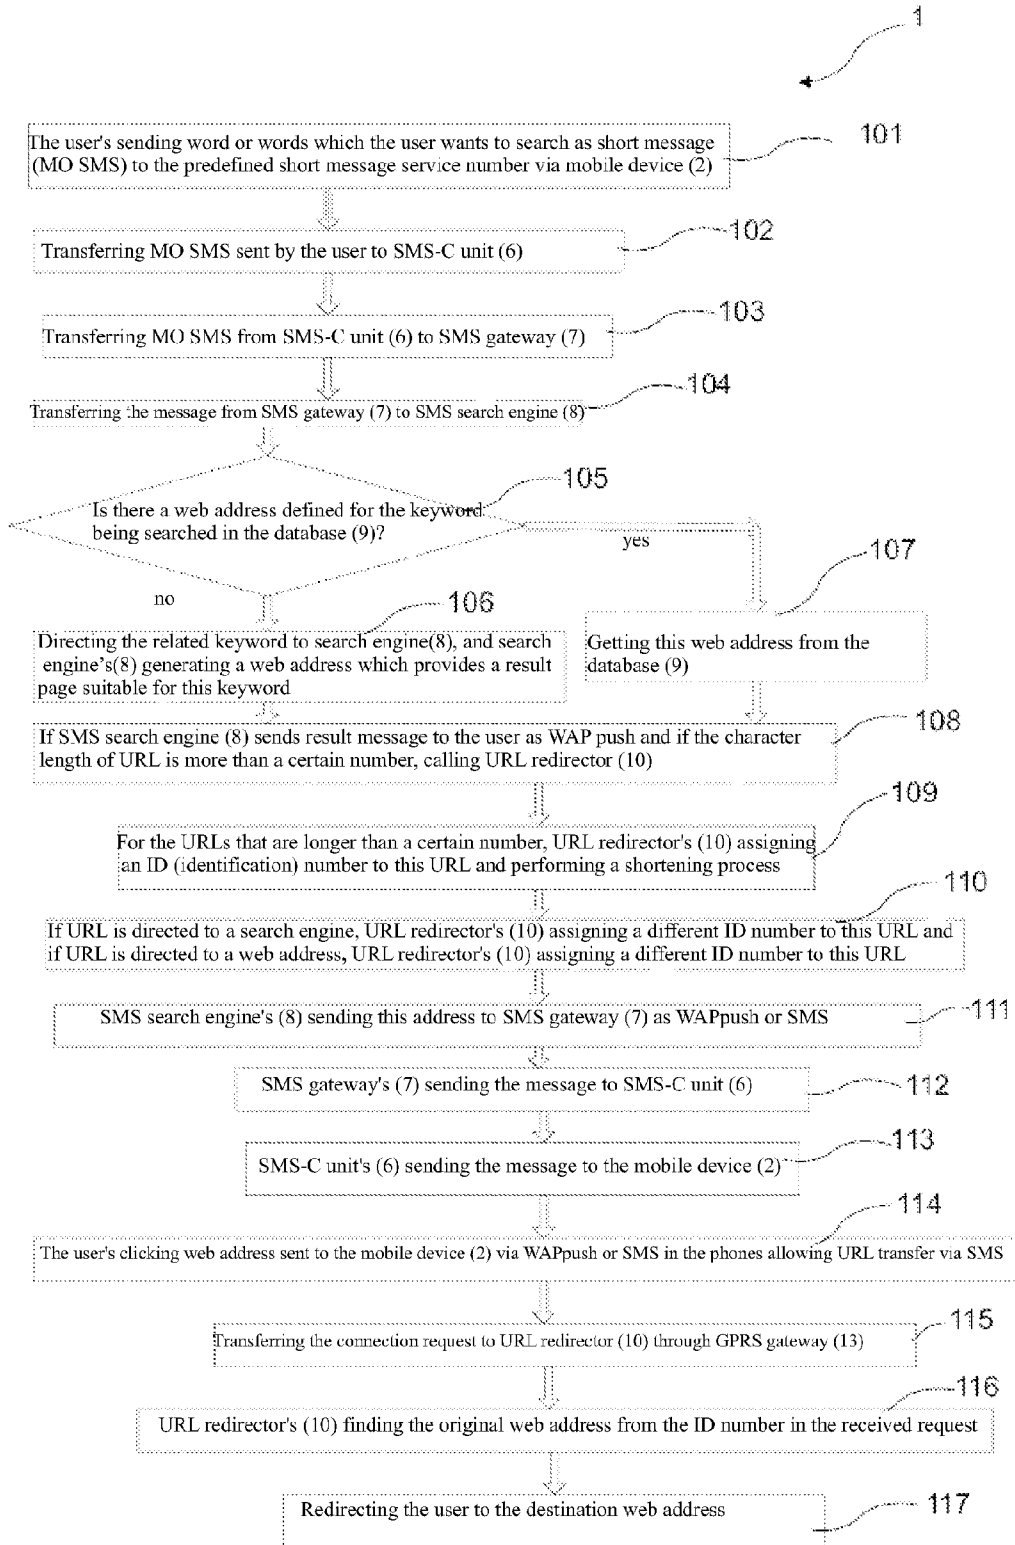 1
The user's sending word or words which the user wants to search as short message
(MO SMS) to the predefined short message service number via mobile device (2)
101
Transferring MO SMS sent by the user to SMS-C unit (6)
102
Transferring MO SMS from SMS-C unit (6) to SMS gateway (7)
103
Transferring the message from SMS gateway (7) to SMS search engine (8)
104
Is there a web address defined for the keyword
being searched in the database (9)?
105
yes
no
106
107
Directing the related keyword to search engine(8), and search
engine's(8) generating a web address which provides a result
page suitable for this keyword
Getting this web address from the
database (9)
If SMS search engine (8) sends result message to the user as WAP push and if the character
length of URL is more than a certain number, calling URL redirector (10)
108
For the URLs that are longer than a certain number, URL redirector's (10) assigning
an ID (identification) number to this URL and performing a shortening process
109
If URL is directed to a search engine, URL redirector's (10) assigning a different ID number to this URL and
if URL is directed to a web address, URL redirector's (10) assigning a different ID number to this URL
110
SMS search engine's (8) sending this address to SMS gateway (7) as WAPpush or SMS
111
SMS gateway's (7) sending the message to SMS-C unit (6)
112
SMS-C unit's (6) sending the message to the mobile device (2)
113
The user's clicking web address sent to the mobile device (2) via WAPpush or SMS in the phones allowing URL transfer via SMS
114
Transferring the connection request to URL redirector (10) through GPRS gateway (13)
115
URL redirector's (10) finding the original web address from the ID number in the received request
116
Redirecting the user to the destination web address
117